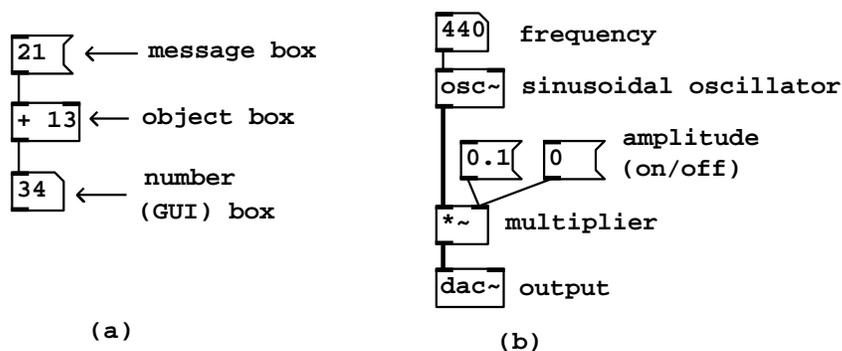 21 message box
+ 13 object box
34 number
(GUI) box
(a)
440 frequency
osc~ sinusoidal oscillator
0.1 0 amplitude
(on/off)
*~ multiplier
dac~ output
(b)